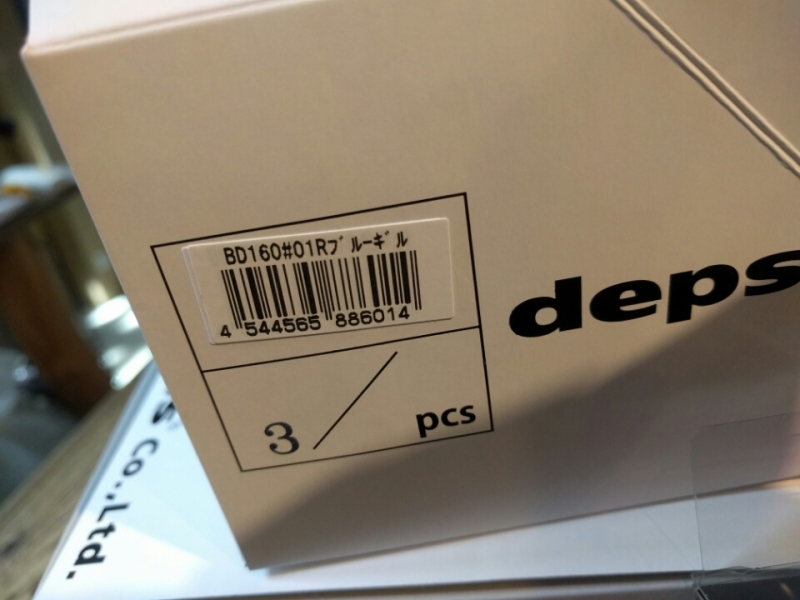 BD160#01Rﾌﾞﾙｰｷﾞﾙ
4 544565 886014
deps
3 / pcs
Co.,Ltd.